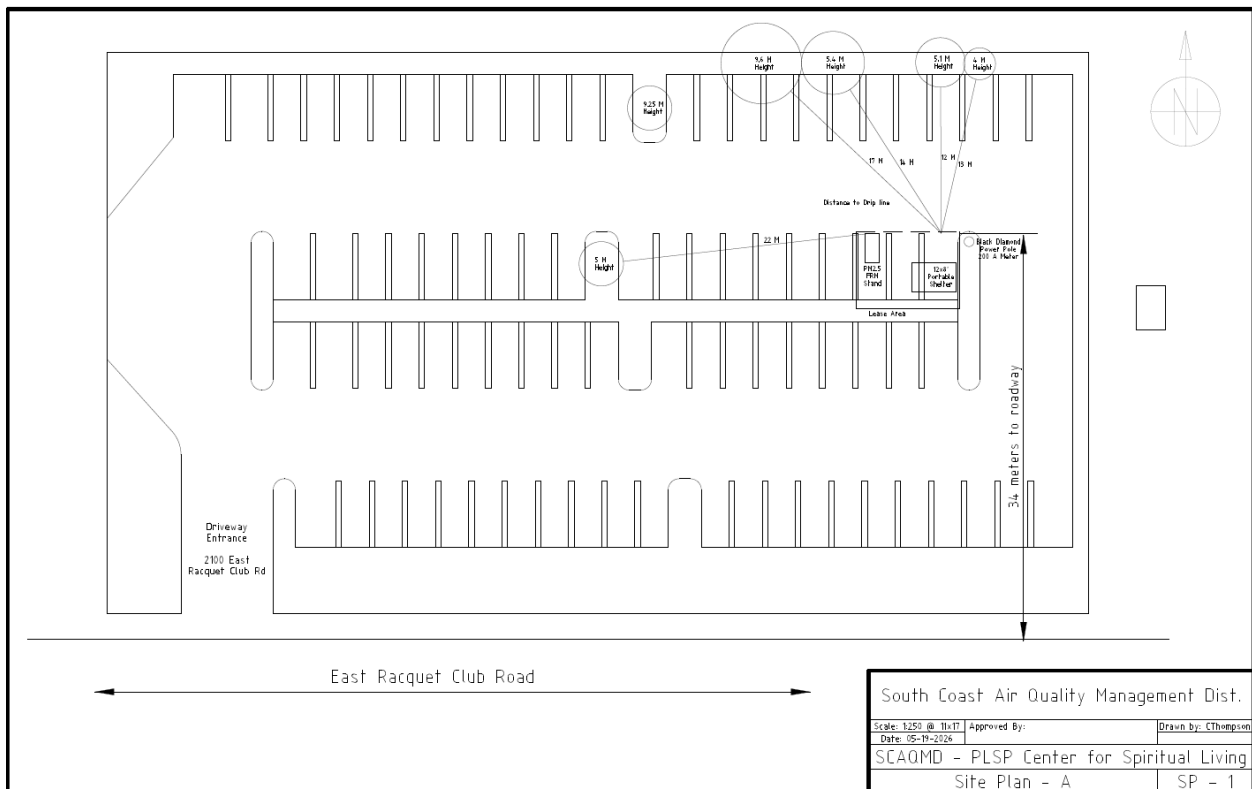 9.6 M
Height
5.4 M
Height
5.1 M
Height
4 M
Height
9.25 M
Height
N
17 M
14 M
12 M
13 M
Distance to Drip line
22 M
5 M
Height
PM2.5
FRM
Stand
12x8'
Portable
Shelter
Black Diamond
Power Pole
200 A Meter
Lease Area
34 meters to roadway
Driveway
Entrance
2100 East
Racquet Club Rd
East Racquet Club Road
South Coast Air Quality Management Dist.
Scale: 1:250 @ 11x17
Approved By:
Drawn by: CThompson
Date: 05-19-2026
SCAQMD - PLSP Center for Spiritual Living
Site Plan - A
SP - 1